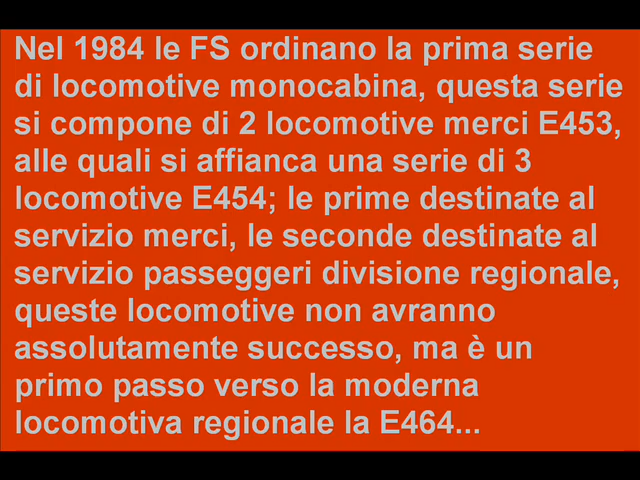 Nel 1984 le FS ordinano la prima serie
di locomotive monocabina, questa serie
si compone di 2 locomotive merci E453,
alle quali si affianca una serie di 3
locomotive E454; le prime destinate al
servizio merci, le seconde destinate al
servizio passeggeri divisione regionale,
queste locomotive non avranno
assolutamente successo, ma è un
primo passo verso la moderna
locomotiva regionale la E464...